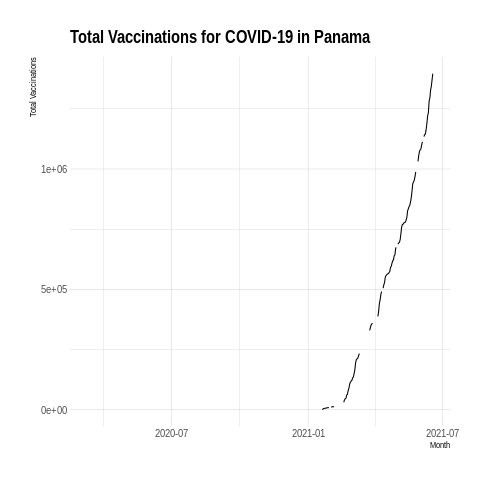 Total Vaccinations for COVID-19 in Panama
Total Vaccinations
1e+06
5e+05
0e+00
2020-07
2021-01
2021-07
Month